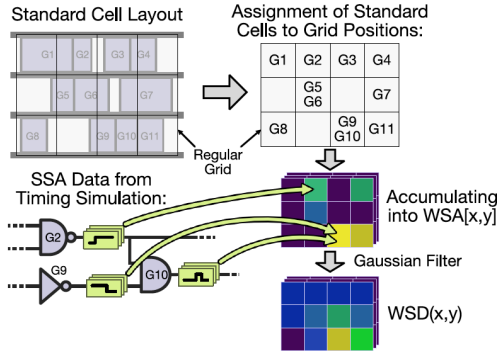 Standard Cell Layout
Assignment of Standard
Cells to Grid Positions:
G1 G2 G3 G4
G5 G6 G7
G8 G9 G10 G11
G1 G2 G3 G4
G5
G6
G7
G8
G9
G10
G11
Regular
Grid
SSA Data from
Timing Simulation:
G2
G9
G10
Accumulating
into WSA[x,y]
Gaussian Filter
WSD(x,y)